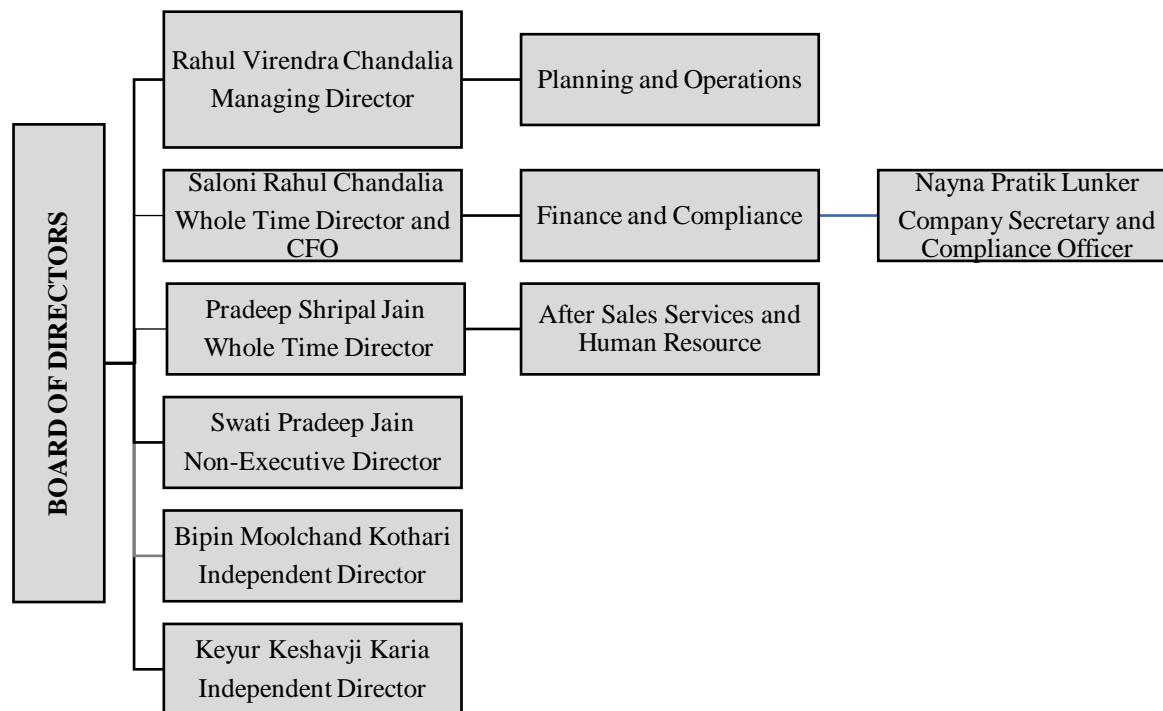 BOARD OF DIRECTORS
Rahul Virendra Chandalia
Managing Director
Planning and Operations
Saloni Rahul Chandalia
Whole Time Director and
CFO
Finance and Compliance
Nayna Pratik Lunker
Company Secretary and
Compliance Officer
Pradeep Shripal Jain
Whole Time Director
After Sales Services and
Human Resource
Swati Pradeep Jain
Non-Executive Director
Bipin Moolchand Kothari
Independent Director
Keyur Keshavji Karia
Independent Director